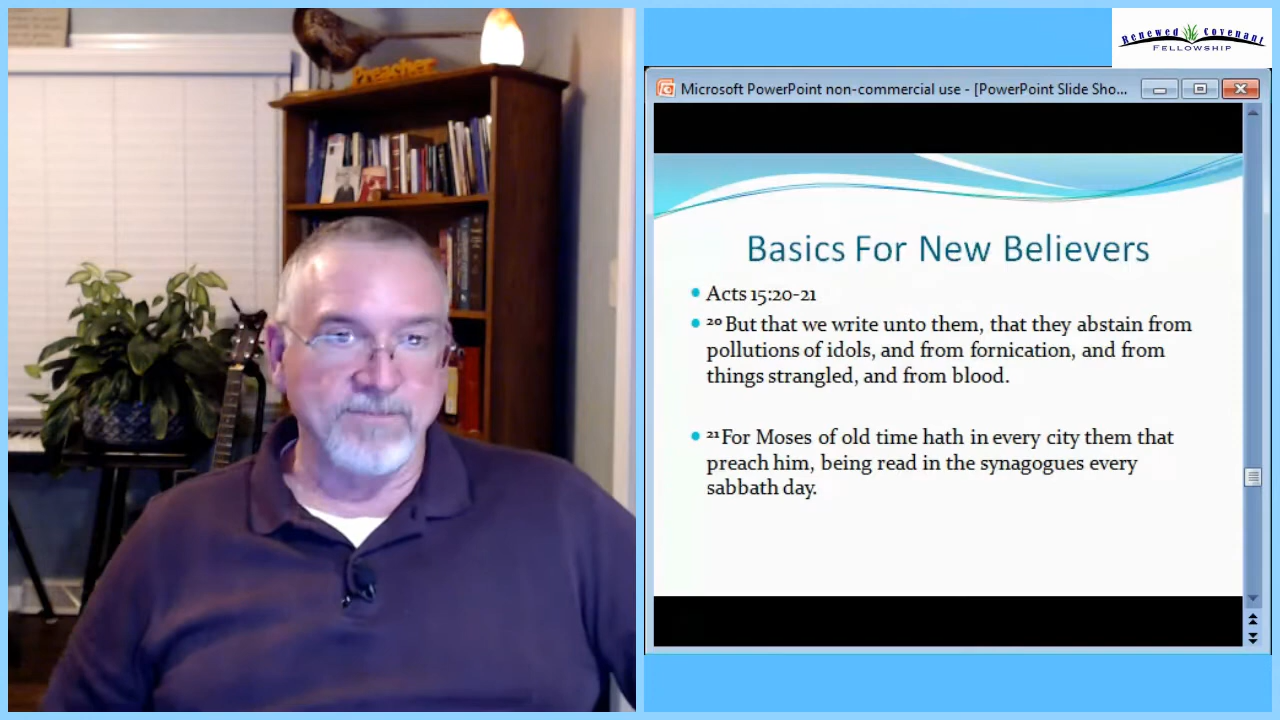 Preacher
Renewed Covenant
FELLOWSHIP
Microsoft PowerPoint non-commercial use - [PowerPoint Slide Sho...
Basics For New Believers
Acts 15:20-21
20 But that we write unto them, that they abstain from
pollutions of idols, and from fornication, and from
things strangled, and from blood.
21 For Moses of old time hath in every city them that
preach him, being read in the synagogues every
sabbath day.